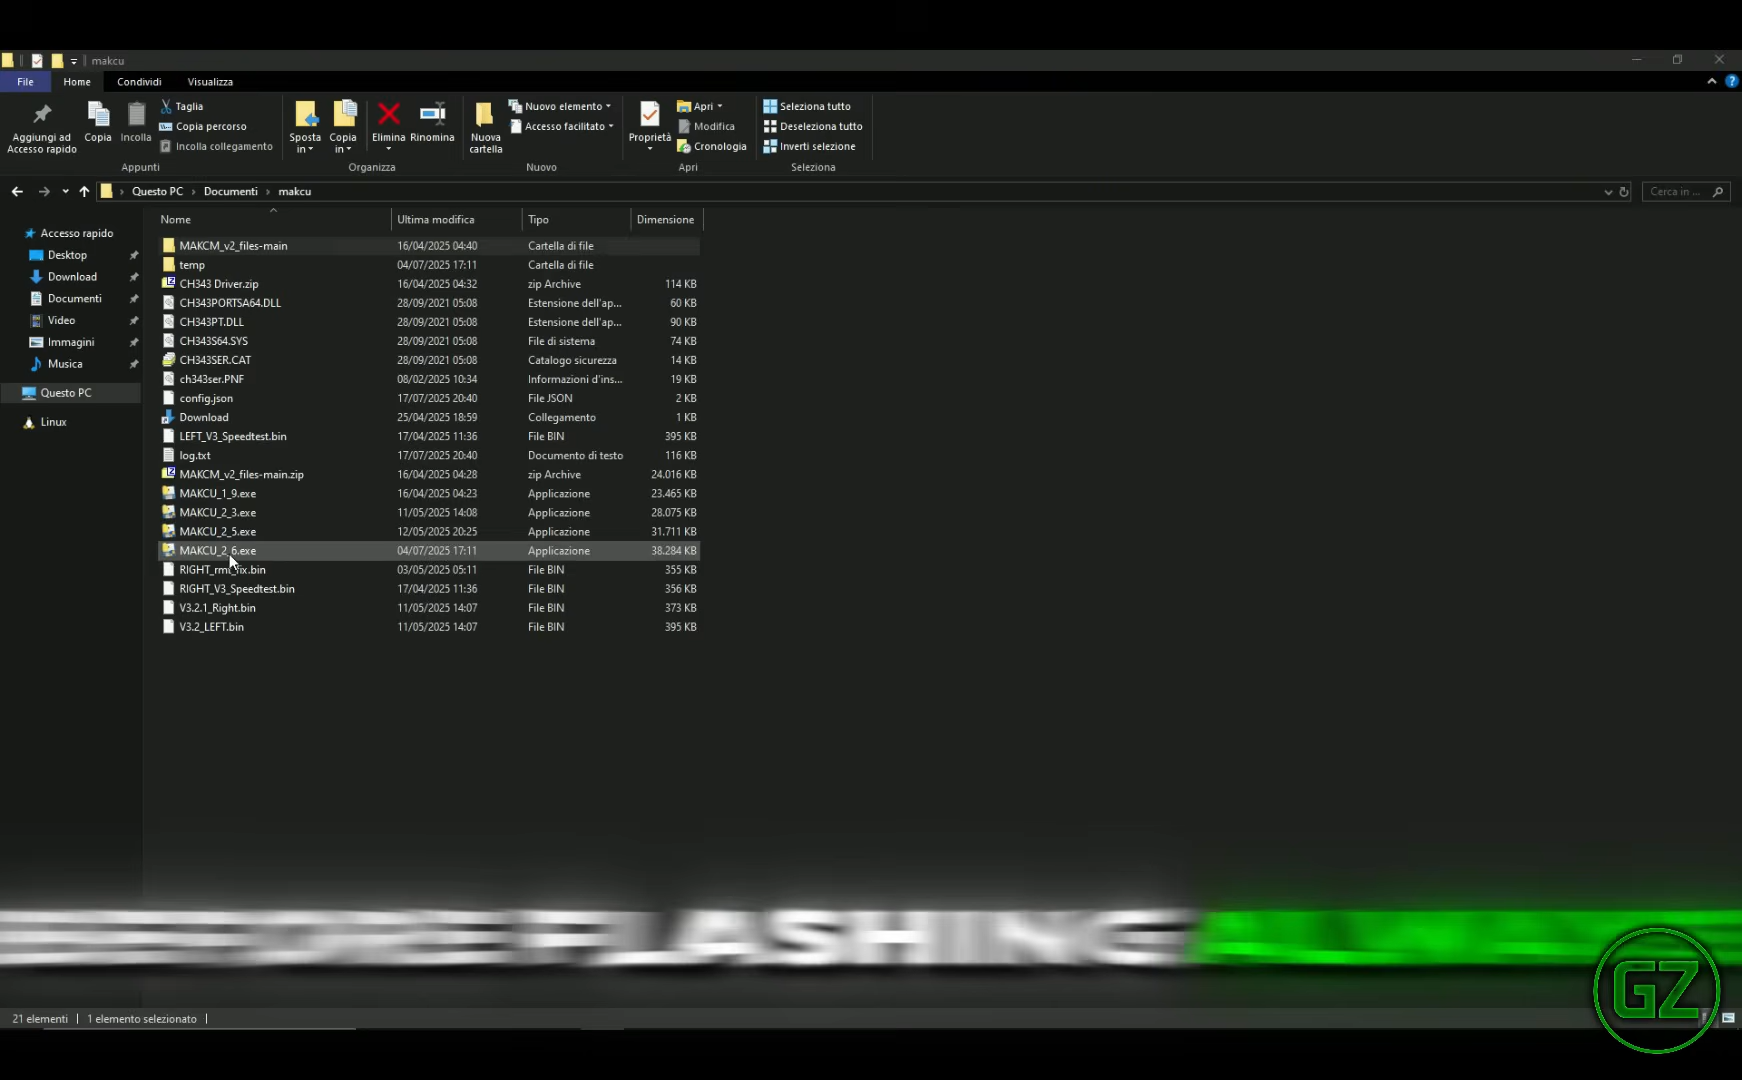 makcu
File Home Condividi Visualizza
Aggiungi ad Accesso rapido
Copia
Incolla
Taglia
Copia percorso
Incolla collegamento
Appunti
Sposta in
Copia in
Elimina
Rinomina
Organizza
Nuova cartella
Nuovo elemento
Accesso facilitato
Nuovo
Proprietà
Apri
Modifica
Cronologia
Apri
Seleziona tutto
Deseleziona tutto
Inverti selezione
Seleziona
Questo PC › Documenti › makcu
Cerca in ...
Accesso rapido
Desktop
Download
Documenti
Video
Immagini
Musica
Questo PC
Linux
Nome Ultima modifica Tipo Dimensione
MAKCM_v2_files-main 16/04/2025 04:40 Cartella di file
temp 04/07/2025 17:11 Cartella di file
CH343 Driver.zip 16/04/2025 04:32 zip Archive 114 KB
CH343PORTSA64.DLL 28/09/2021 05:08 Estensione dell'ap... 60 KB
CH343PT.DLL 28/09/2021 05:08 Estensione dell'ap... 90 KB
CH343S64.SYS 28/09/2021 05:08 File di sistema 74 KB
CH343SER.CAT 28/09/2021 05:08 Catalogo sicurezza 14 KB
ch343ser.PNF 08/02/2025 10:34 Informazioni d'ins... 19 KB
config.json 17/07/2025 20:40 File JSON 2 KB
Download 25/04/2025 18:59 Collegamento 1 KB
LEFT_V3_Speedtest.bin 17/04/2025 11:36 File BIN 395 KB
log.txt 17/07/2025 20:40 Documento di testo 116 KB
MAKCM_v2_files-main.zip 16/04/2025 04:28 zip Archive 24.016 KB
MAKCU_1_9.exe 16/04/2025 04:23 Applicazione 23.465 KB
MAKCU_2_3.exe 11/05/2025 14:08 Applicazione 28.075 KB
MAKCU_2_5.exe 12/05/2025 20:25 Applicazione 31.711 KB
MAKCU_2_6.exe 04/07/2025 17:11 Applicazione 38.284 KB
RIGHT_rmt_fix.bin 03/05/2025 05:11 File BIN 355 KB
RIGHT_V3_Speedtest.bin 17/04/2025 11:36 File BIN 356 KB
V3.2.1_Right.bin 11/05/2025 14:07 File BIN 373 KB
V3.2_LEFT.bin 11/05/2025 14:07 File BIN 395 KB
FLASHING
GZ
21 elementi 1 elemento selezionato